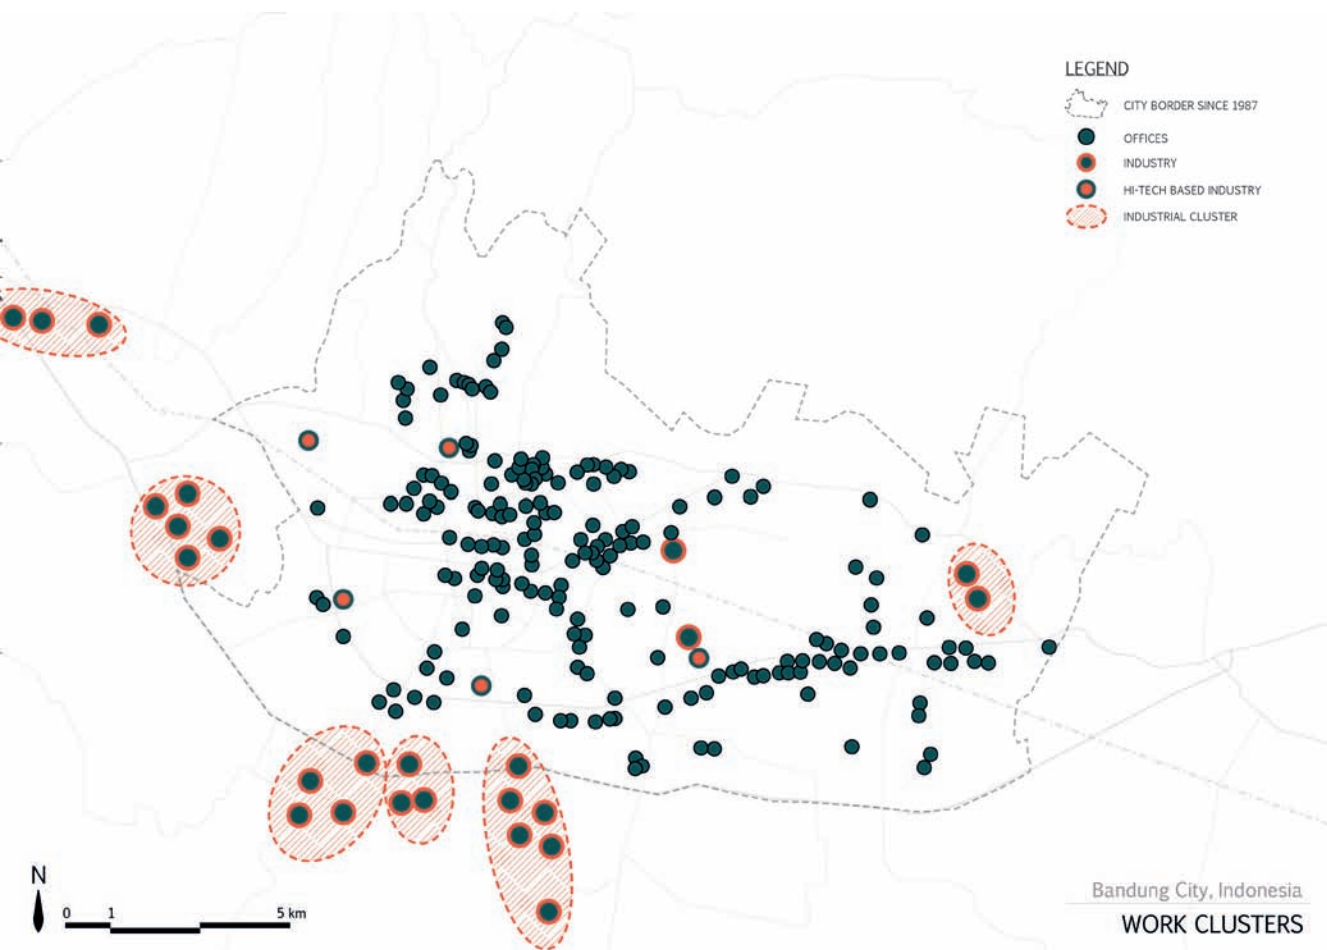 LEGEND
CITY BORDER SINCE 1987
OFFICES
INDUSTRY
HI-TECH BASED INDUSTRY
INDUSTRIAL CLUSTER
N
0 1 5 km
Bandung City, Indonesia
WORK CLUSTERS